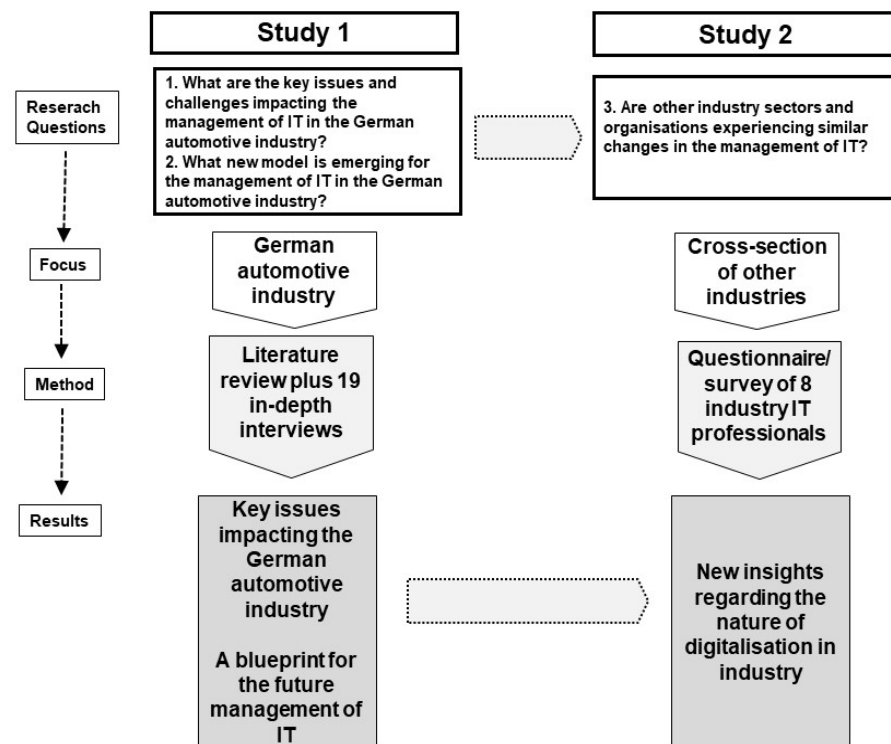 Study 1
Study 2
Reserach
Questions
1. What are the key issues and
challenges impacting the
management of IT in the German
automotive industry?
2. What new model is emerging for
the management of IT in the German
automotive industry?
3. Are other industry sectors and
organisations experiencing similar
changes in the management of IT?
Focus
German
automotive
industry
Cross-section
of other
industries
Method
Literature
review plus 19
in-depth
interviews
Questionnaire/
survey of 8
industry IT
professionals
Results
Key issues
impacting the
German
automotive
industry
A blueprint for
the future
management of
IT
New insights
regarding the
nature of
digitalisation in
industry